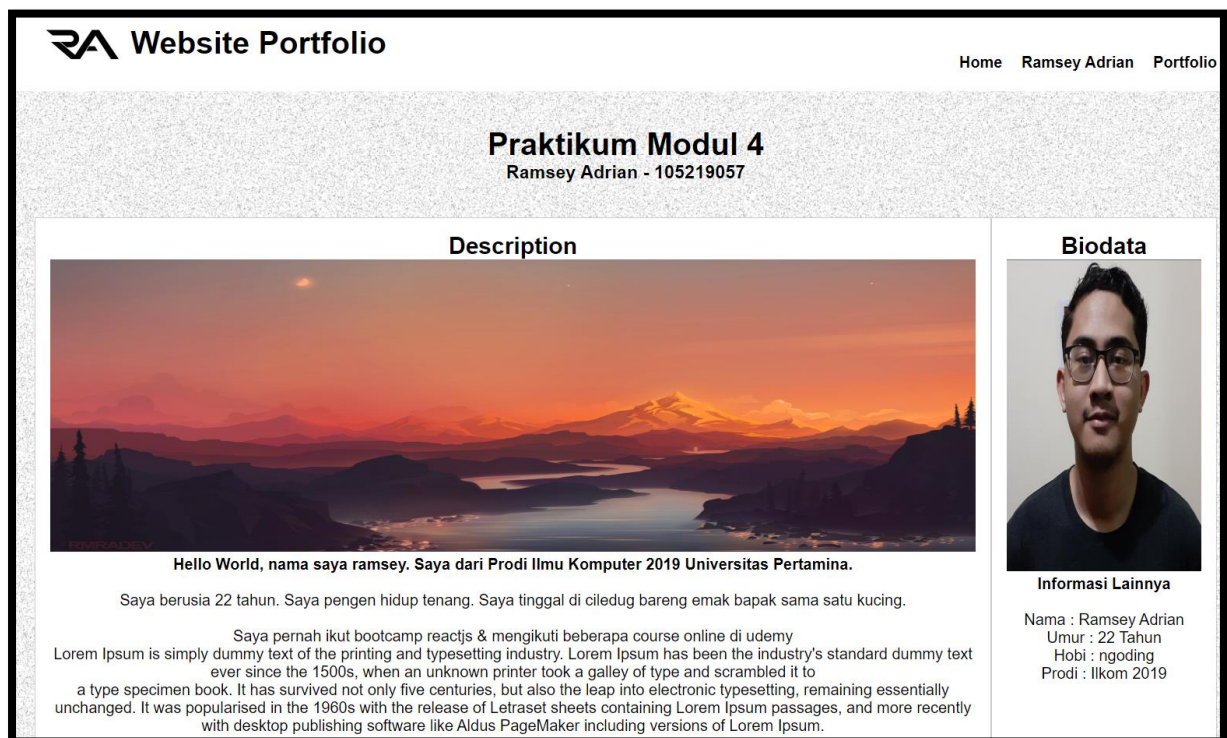 RA Website Portfolio
Home Ramsey Adrian Portfolio
Praktikum Modul 4
Ramsey Adrian - 105219057
Description
RMRADEV
Hello World, nama saya ramsey. Saya dari Prodi Ilmu Komputer 2019 Universitas Pertamina.
Saya berusia 22 tahun. Saya pengen hidup tenang. Saya tinggal di ciledug bareng emak bapak sama satu kucing.
Saya pernah ikut bootcamp reactjs & mengikuti beberapa course online di udemy
Lorem Ipsum is simply dummy text of the printing and typesetting industry. Lorem Ipsum has been the industry's standard dummy text
ever since the 1500s, when an unknown printer took a galley of type and scrambled it to
a type specimen book. It has survived not only five centuries, but also the leap into electronic typesetting, remaining essentially
unchanged. It was popularised in the 1960s with the release of Letraset sheets containing Lorem Ipsum passages, and more recently
with desktop publishing software like Aldus PageMaker including versions of Lorem Ipsum.
Biodata
Informasi Lainnya
Nama : Ramsey Adrian
Umur : 22 Tahun
Hobi : ngoding
Prodi : Ilkom 2019